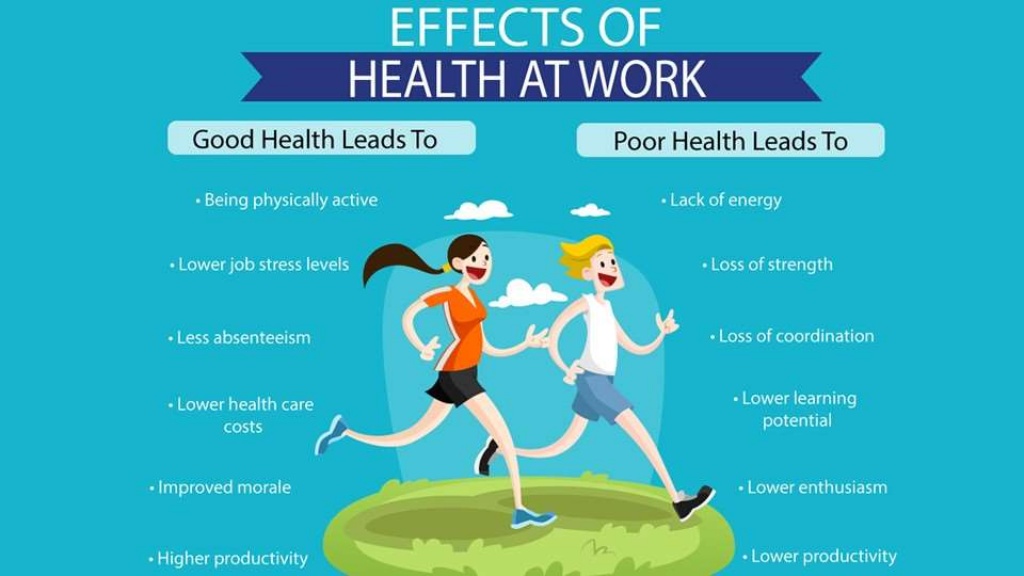 EFFECTS OF
HEALTH AT WORK
Good Health Leads To
• Being physically active
• Lower job stress levels
• Less absenteeism
• Lower health care
costs
• Improved morale
• Higher productivity
Poor Health Leads To
• Lack of energy
• Loss of strength
• Loss of coordination
• Lower learning
potential
• Lower enthusiasm
• Lower productivity